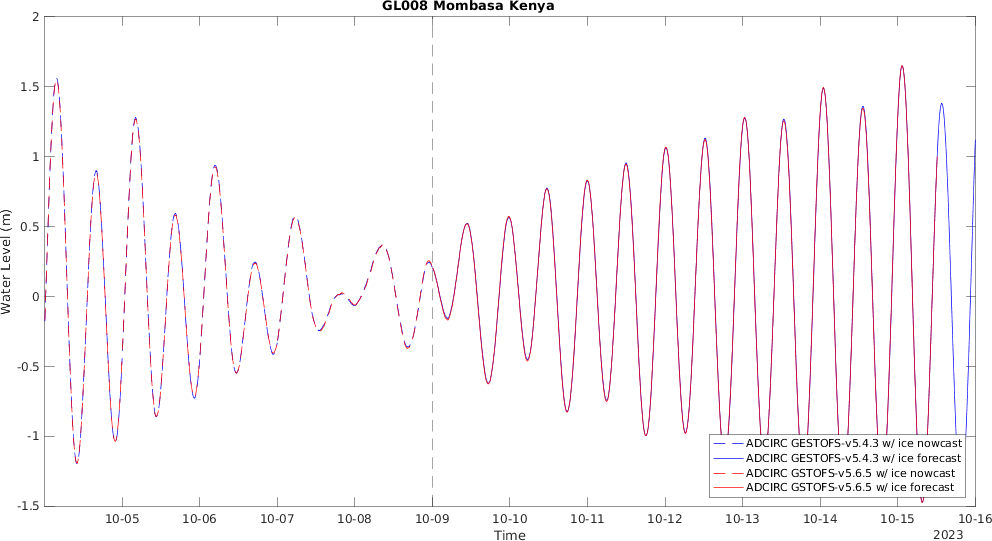 GL008 Mombasa Kenya
2
1.5
1
0.5
0
-0.5
-1
-1.5
Water Level (m)
ADCIRC GESTOFS-v5.4.3 w/ ice nowcast
ADCIRC GESTOFS-v5.4.3 w/ ice forecast
ADCIRC GSTOFS-v5.6.5 w/ ice nowcast
ADCIRC GSTOFS-v5.6.5 w/ ice forecast
10-05 10-06 10-07 10-08 10-09 10-10 10-11 10-12 10-13 10-14 10-15 10-16
Time
2023